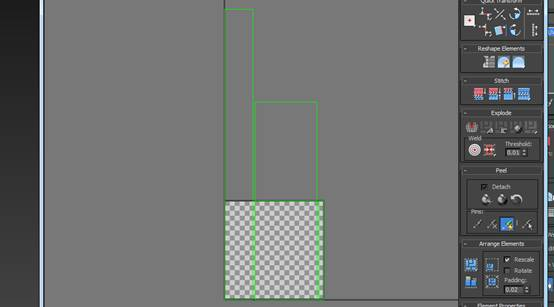 Quick Transform
Reshape Elements
Stitch
Explode
Weld
Threshold:
0.01
Peel
Detach
Pins:
Arrange Elements
Rescale
Rotate
Padding:
0.02
Element Properties